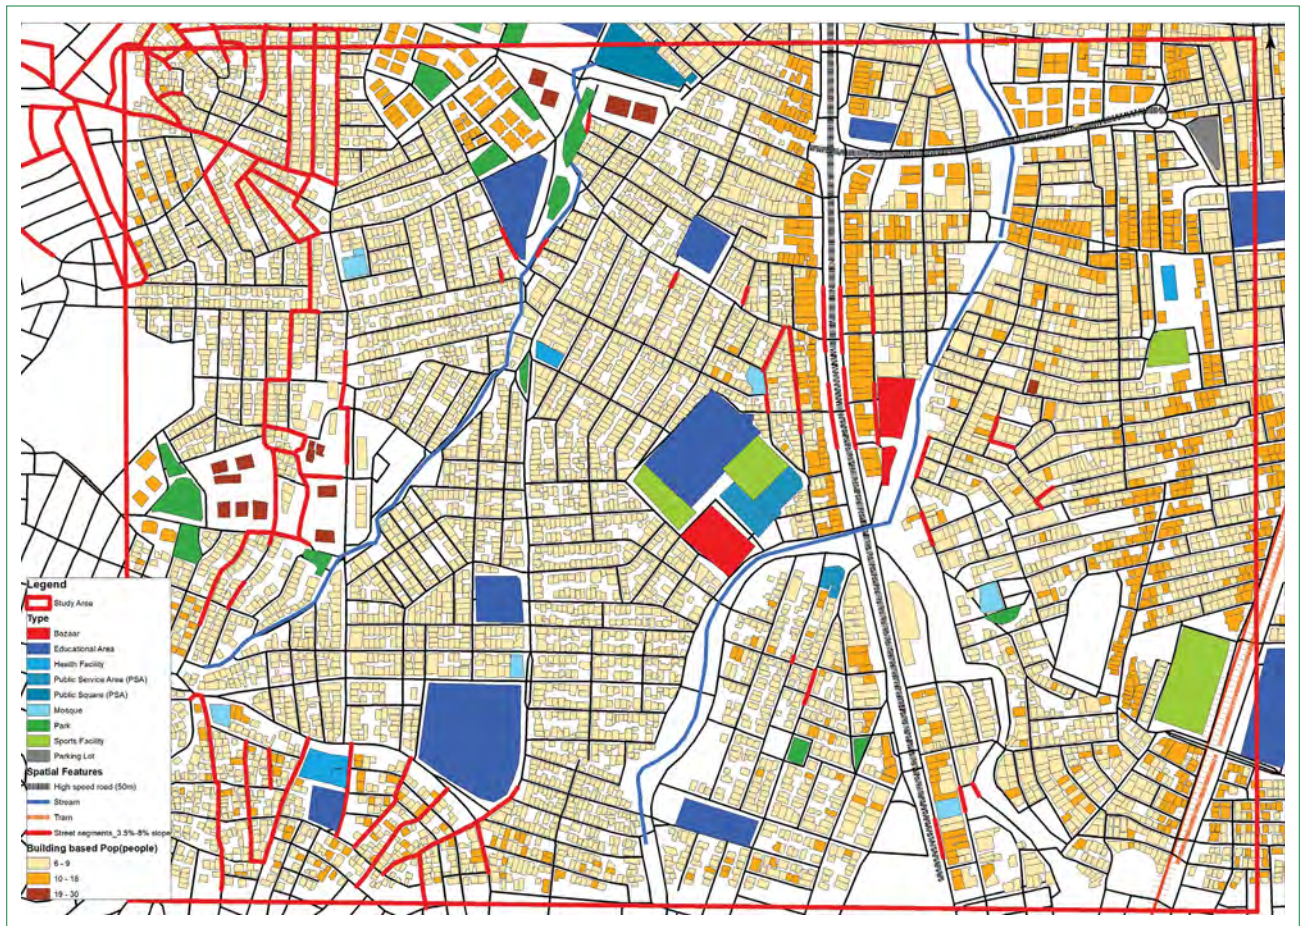 Legend
Study Area
Type
Bazaar
Educational Area
Health Facility
Public Service Area (PSA)
Public Square (PSA)
Mosque
Park
Sports Facility
Parking Lot
Spatial Features
High speed road (50m)
Stream
Tram
Street segments_3.5%-8% slope
Building based Pop(people)
6 - 9
10 - 18
19 - 30